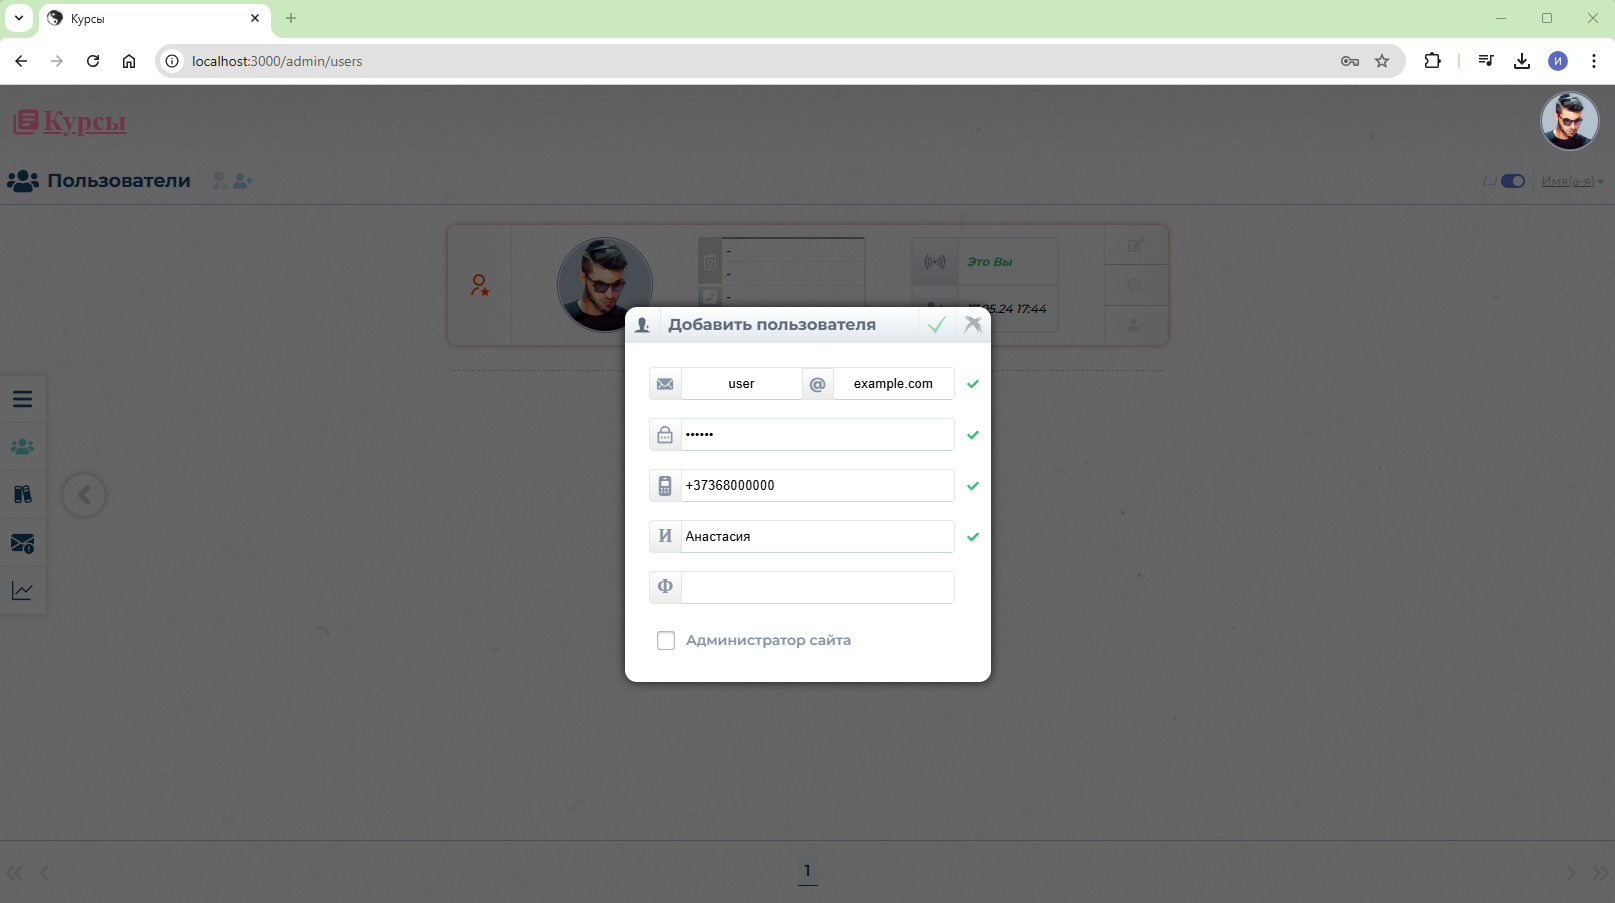 Курсы
localhost:3000/admin/users
И
Курсы
Пользователи
(...)
Имя(а-я)
-
-
-
Это Вы
17.05.24 17:44
Добавить пользователя
user @ example.com
••••••
+37368000000
И Анастасия
Ф
Администратор сайта
1